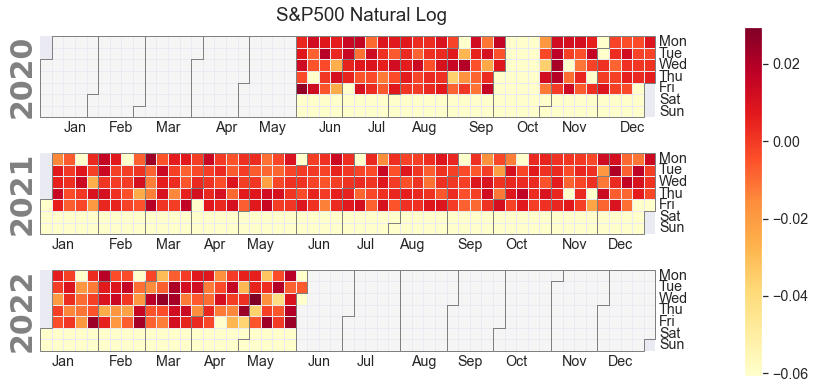 S&P500 Natural Log
2020
Mon
Tue
Wed
Thu
Fri
Sat
Sun
Jan Feb Mar Apr May Jun Jul Aug Sep Oct Nov Dec
2021
Mon
Tue
Wed
Thu
Fri
Sat
Sun
Jan Feb Mar Apr May Jun Jul Aug Sep Oct Nov Dec
2022
Mon
Tue
Wed
Thu
Fri
Sat
Sun
Jan Feb Mar Apr May Jun Jul Aug Sep Oct Nov Dec
0.02
0.00
−0.02
−0.04
−0.06